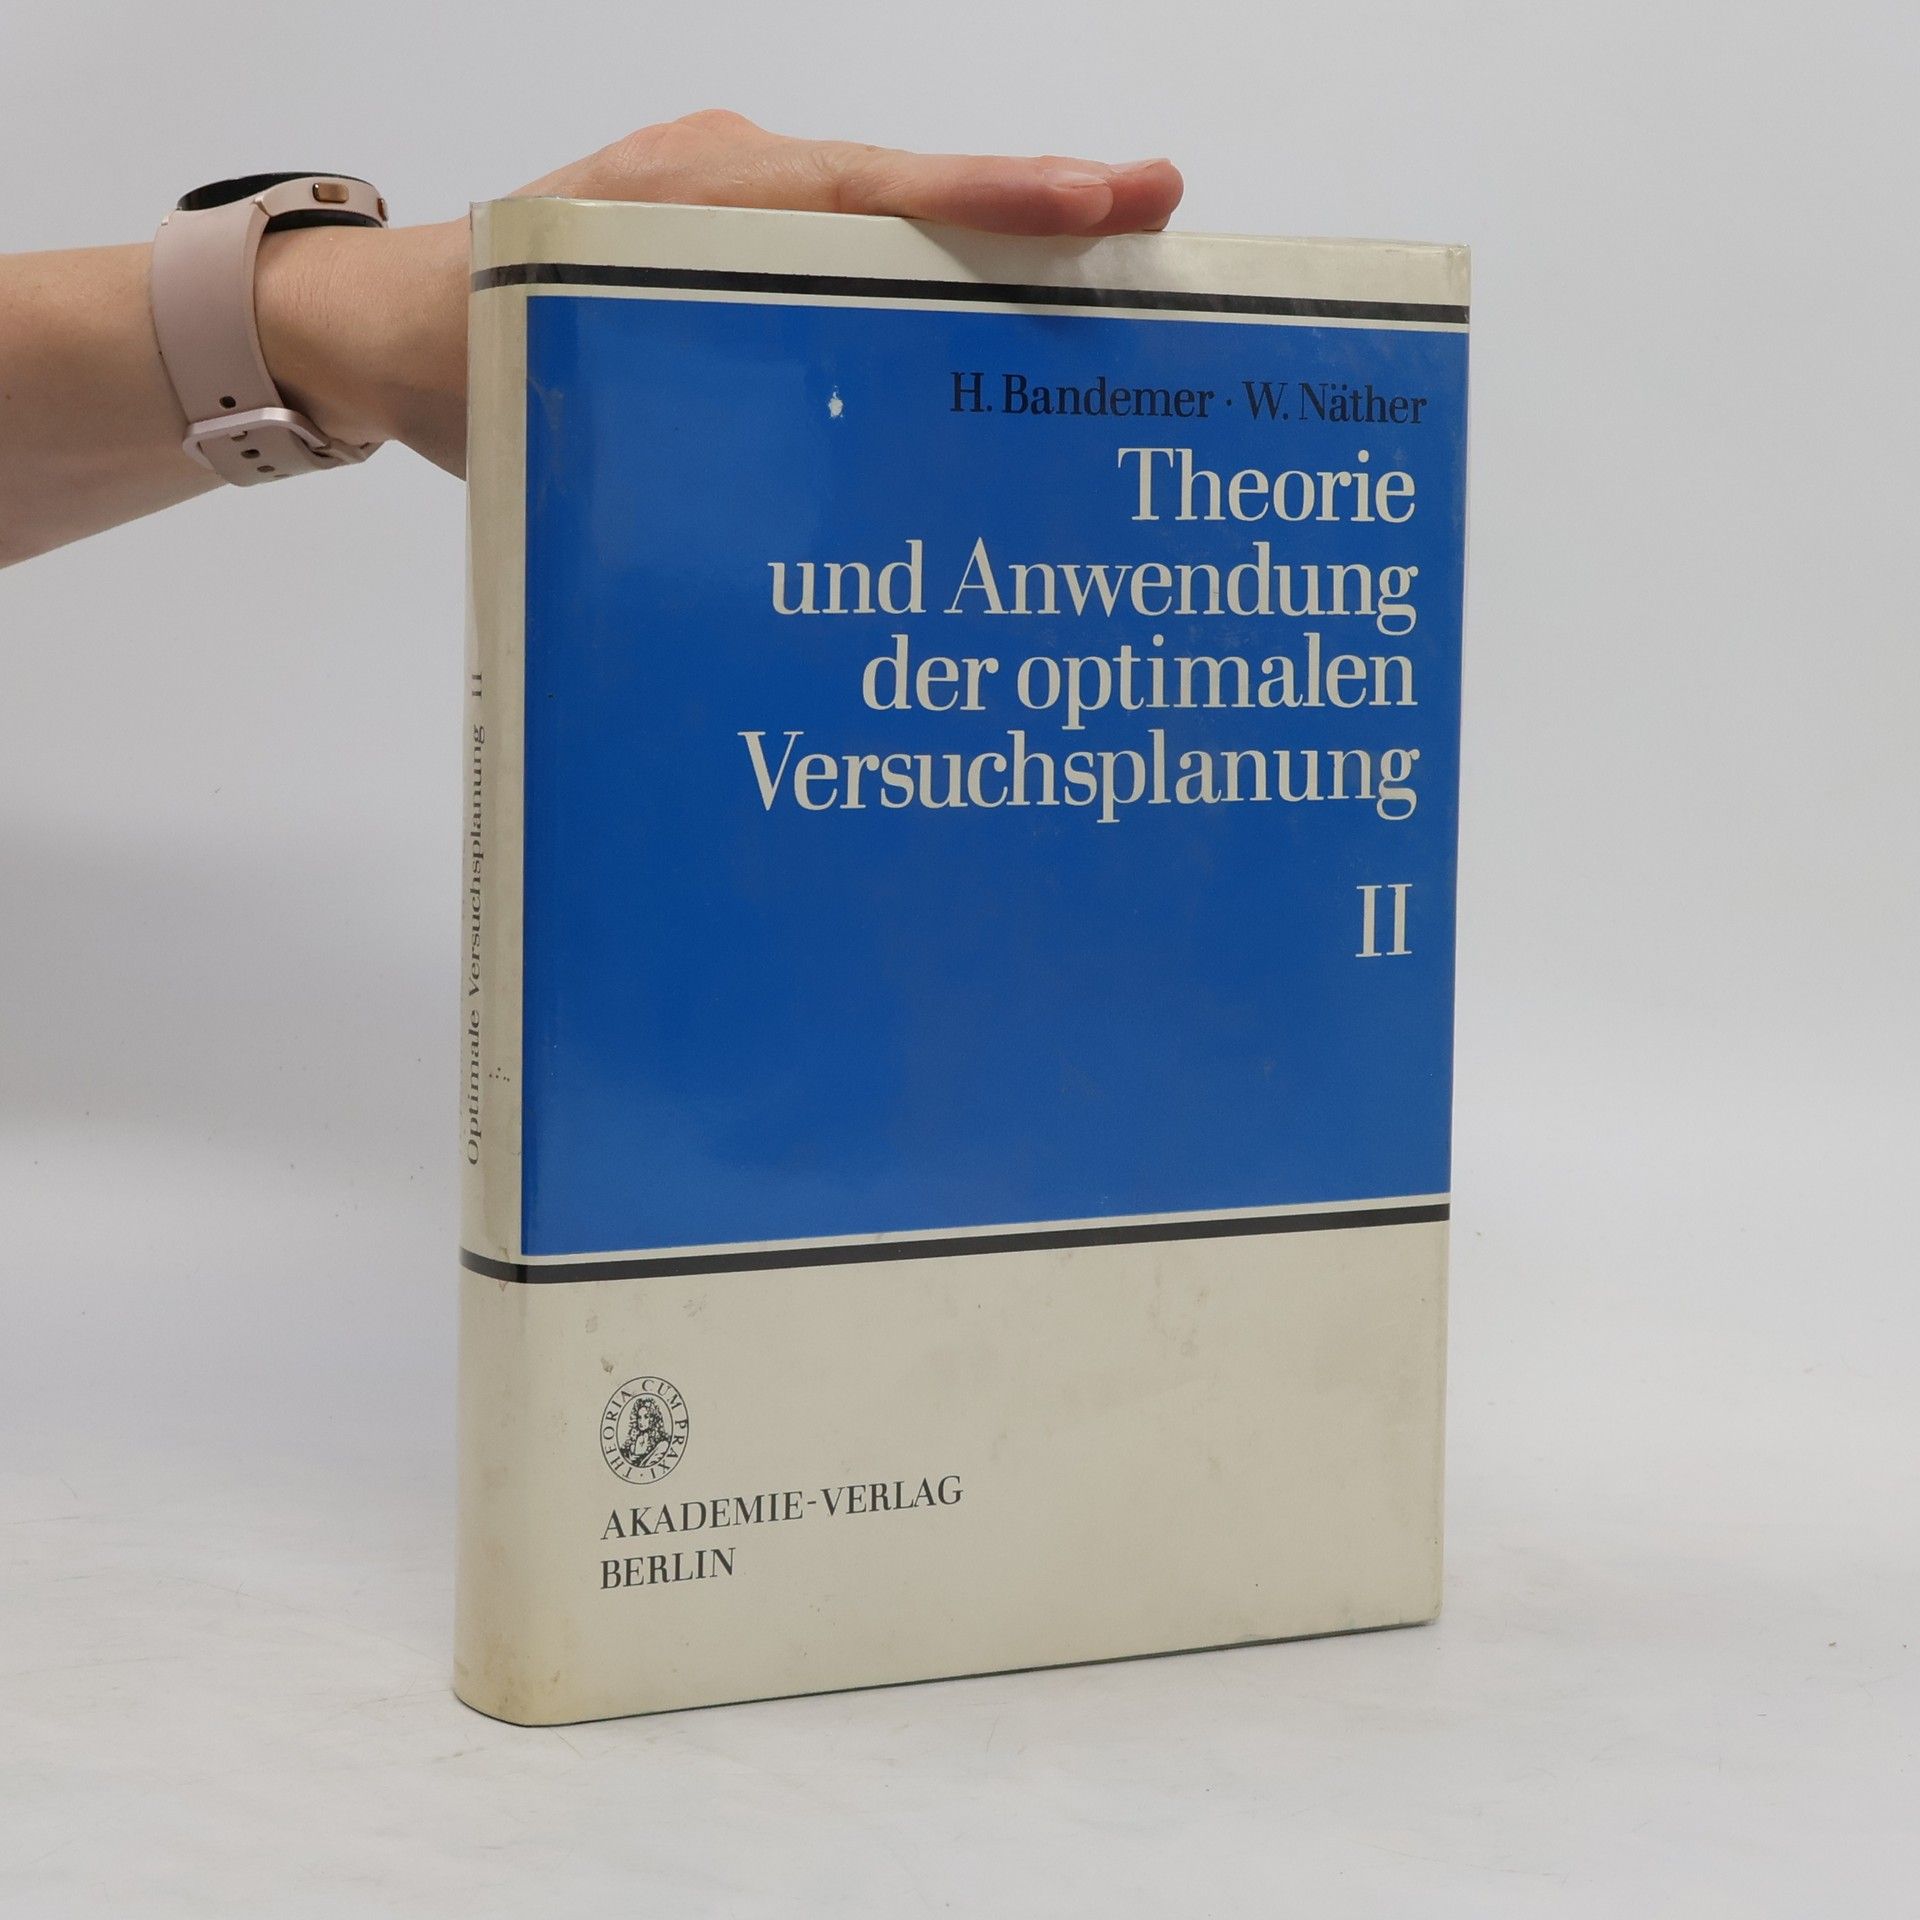 H. Bandemer · W. Näther
Theorie
und Anwendung
der optimalen
Versuchsplanung
II
Optimale Versuchsplanung II
THEORIA CUM PRAXI
AKADEMIE-VERLAG
BERLIN